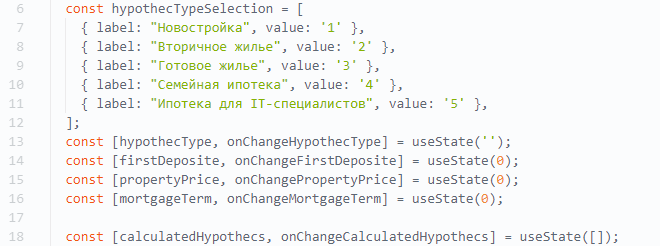 6 const hypothecTypeSelection = [
7 { label: "Новостройка", value: '1' },
8 { label: "Вторичное жилье", value: '2' },
9 { label: "Готовое жилье", value: '3' },
10 { label: "Семейная ипотека", value: '4' },
11 { label: "Ипотека для IT-специалистов", value: '5' },
12 ];
13 const [hypothecType, onChangeHypothecType] = useState('');
14 const [firstDeposite, onChangeFirstDeposite] = useState(0);
15 const [propertyPrice, onChangePropertyPrice] = useState(0);
16 const [mortgageTerm, onChangeMortgageTerm] = useState(0);
17
18 const [calculatedHypothecs, onChangeCalculatedHypothecs] = useState([]);